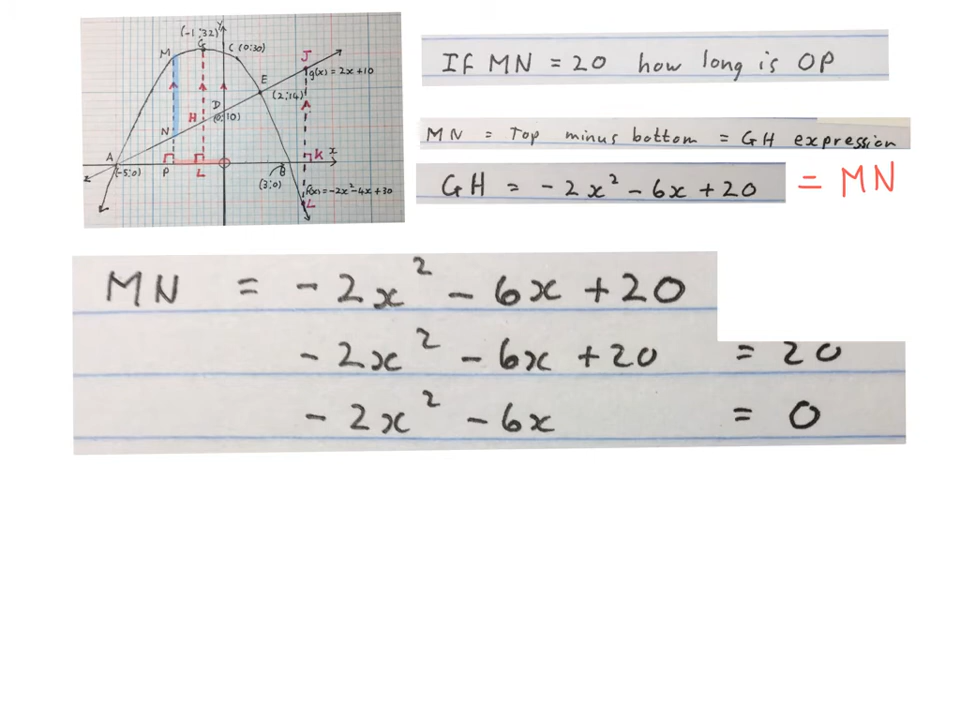 (-1;32)
G
Y
M
C (0;30)
J
g(x) = 2x + 10
E
(2;14)
D
(0;10)
H
N
A
(-5;0)
P
L
B
(3;0)
K
x
f(x) = -2x² - 4x + 30
L
If MN = 20 how long is OP
MN = Top minus bottom = GH expression
GH = -2x² - 6x + 20 = MN
MN = -2x² - 6x + 20
-2x² - 6x + 20 = 20
-2x² - 6x = 0